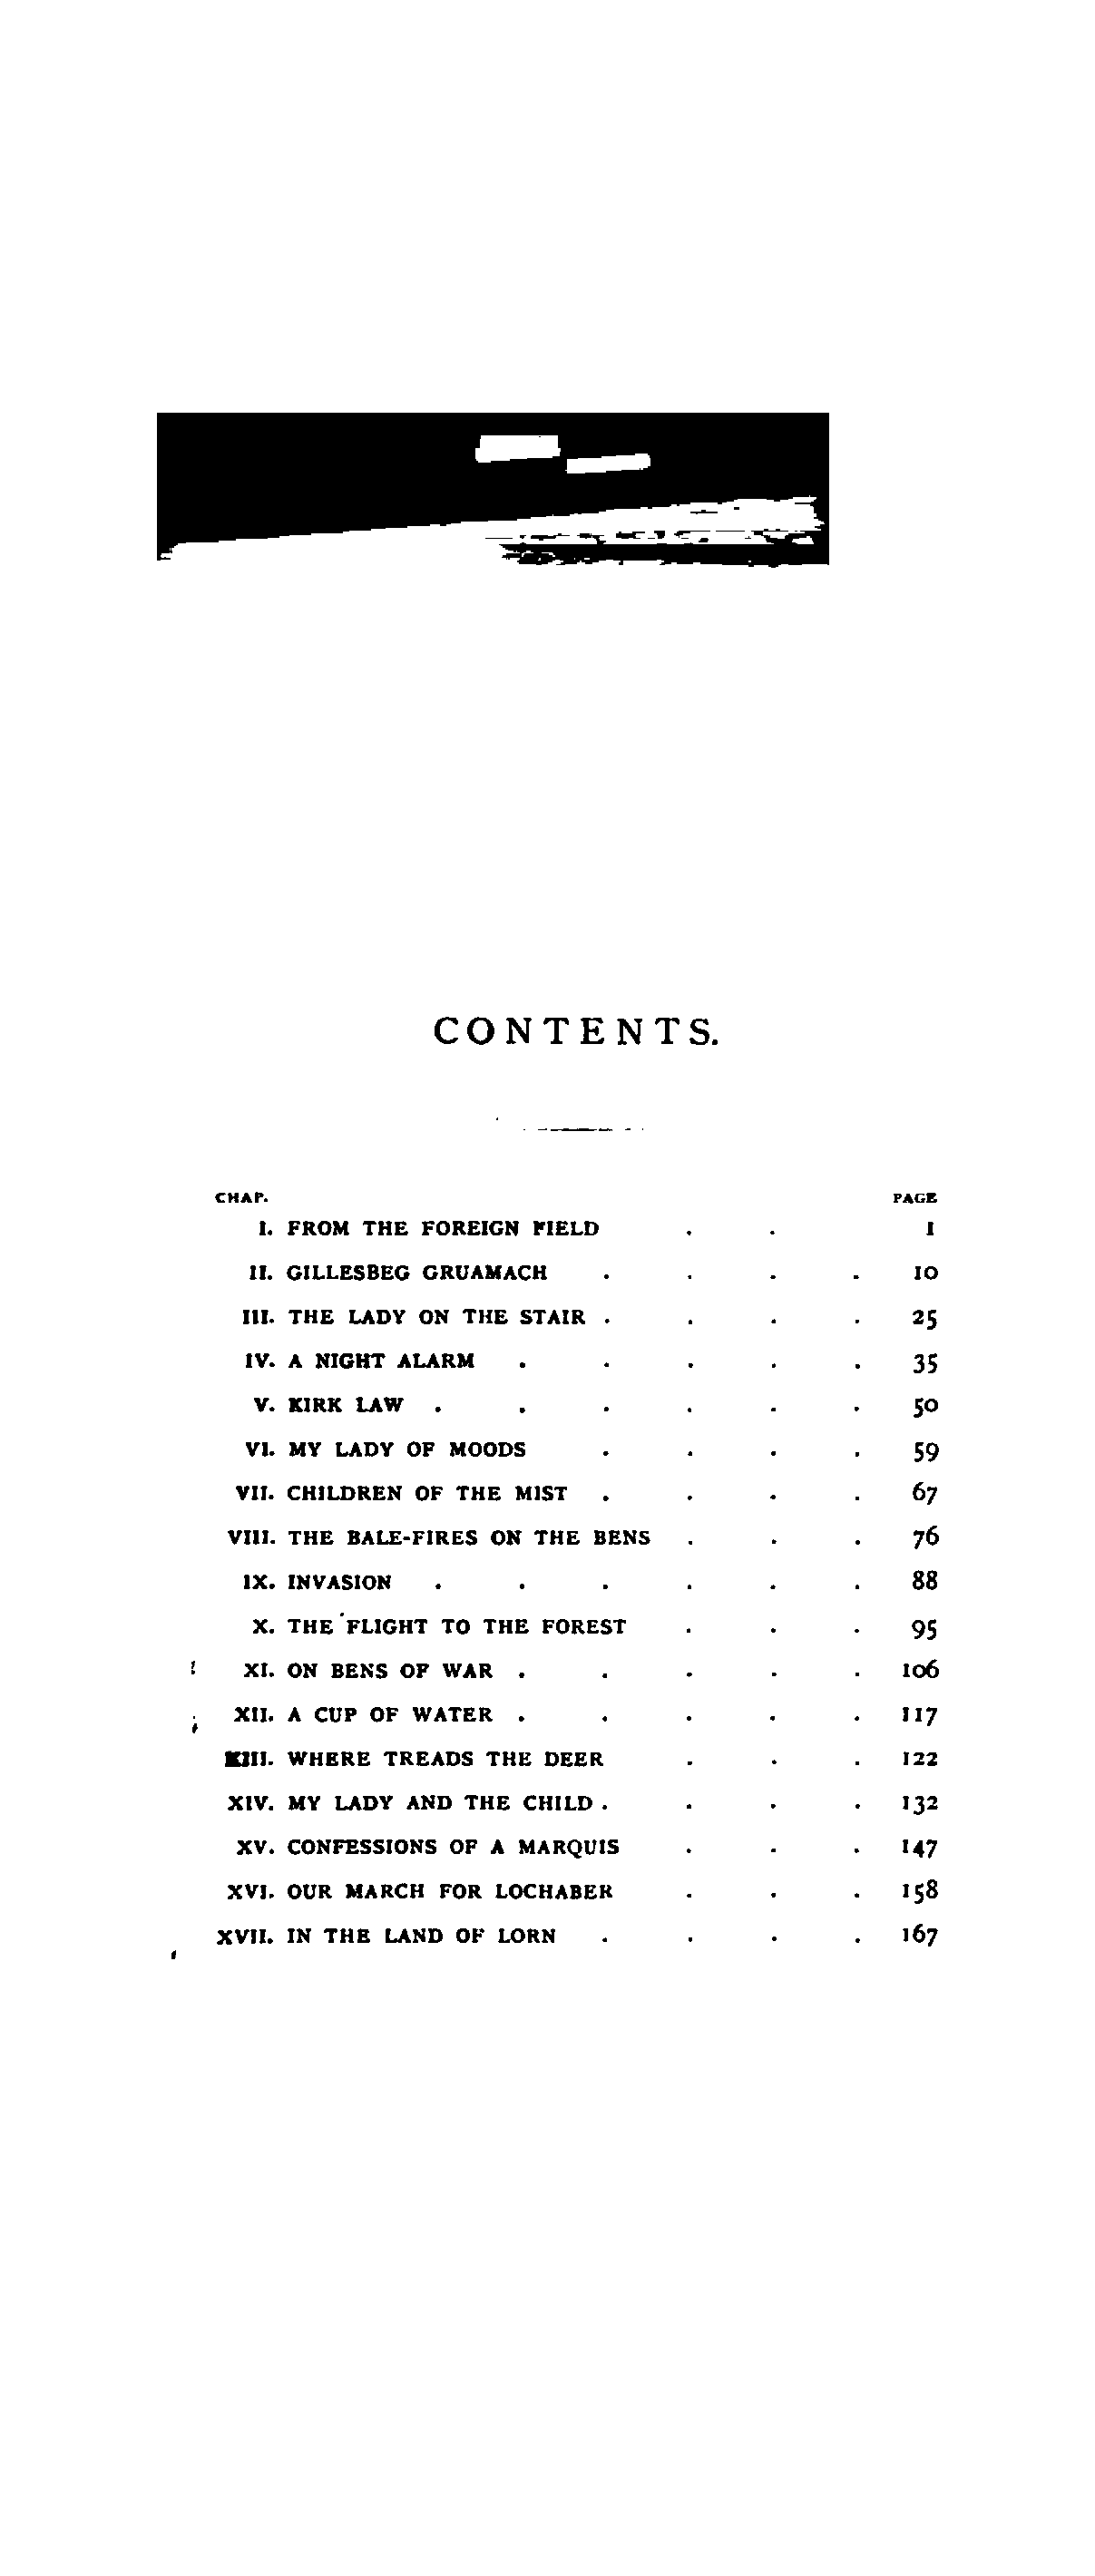 CONTENTS.
CHAP. PAGE
I. FROM THE FOREIGN FIELD . . 1
II. GILLESBEG GRUAMACH . . . . 10
III. THE LADY ON THE STAIR . . . . 25
IV. A NIGHT ALARM . . . . . 35
V. KIRK LAW . . . . . . 50
VI. MY LADY OF MOODS . . . . 59
VII. CHILDREN OF THE MIST . . . . 67
VIII. THE BALE-FIRES ON THE BENS . . . 76
IX. INVASION . . . . . . 88
X. THE FLIGHT TO THE FOREST . . . 95
XI. ON BENS OF WAR . . . . . 106
XII. A CUP OF WATER . . . . . 117
XIII. WHERE TREADS THE DEER . . . 122
XIV. MY LADY AND THE CHILD . . . . 132
XV. CONFESSIONS OF A MARQUIS . . . 147
XVI. OUR MARCH FOR LOCHABER . . . 158
XVII. IN THE LAND OF LORN . . . . 167